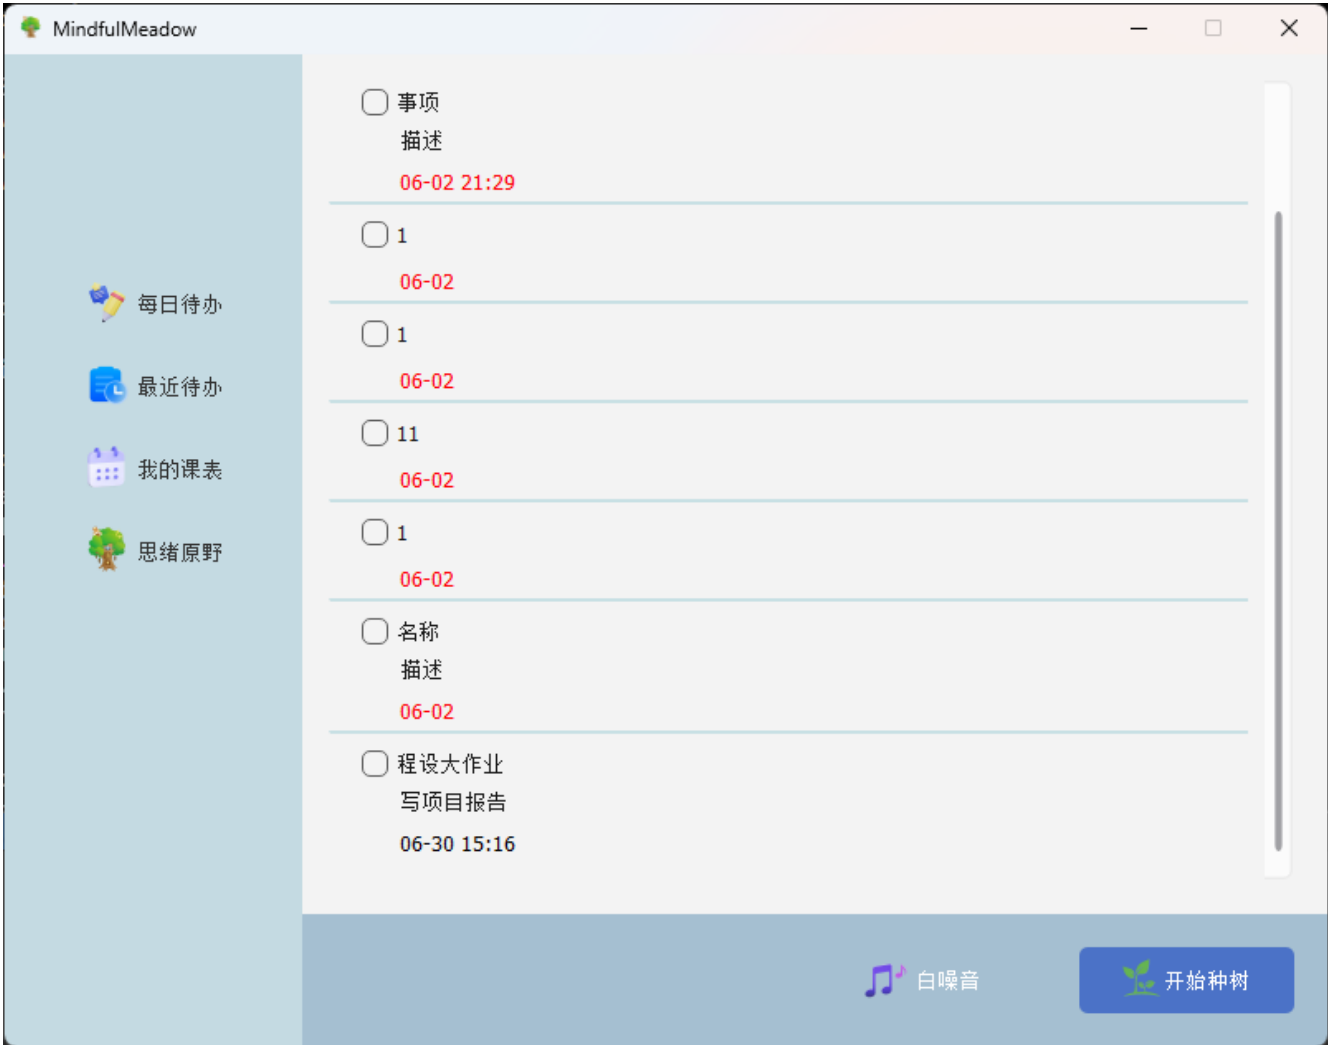 MindfulMeadow
每日待办
最近待办
我的课表
思绪原野
事项
描述
06-02 21:29
1
06-02
1
06-02
11
06-02
1
06-02
名称
描述
06-02
程设大作业
写项目报告
06-30 15:16
白噪音
开始种树